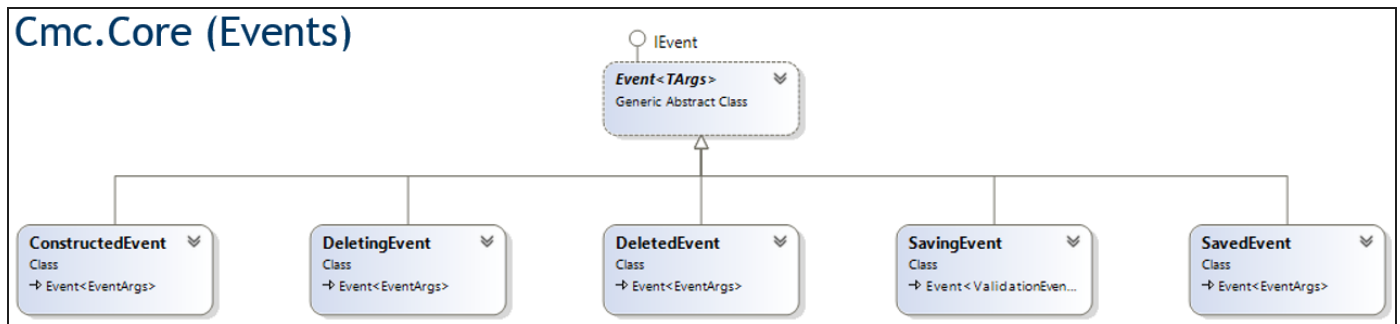 Cmc.Core (Events)
IEvent
Event<TArgs>
Generic Abstract Class
ConstructedEvent
Class
Event<EventArgs>
DeletingEvent
Class
Event<EventArgs>
DeletedEvent
Class
Event<EventArgs>
SavingEvent
Class
Event<ValidationEven...
SavedEvent
Class
Event<EventArgs>